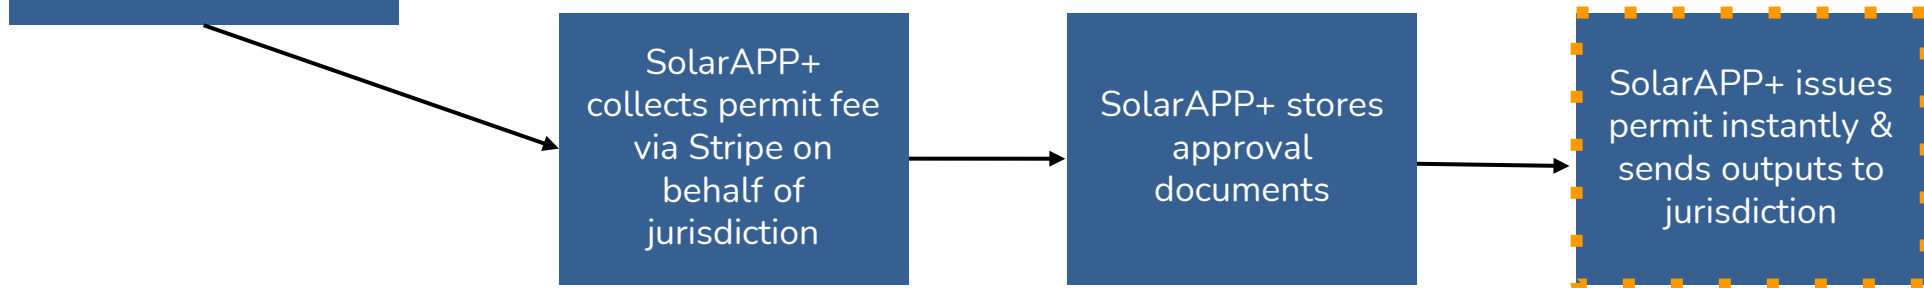 SolarAPP+
collects permit fee
via Stripe on
behalf of
jurisdiction
SolarAPP+ stores
approval
documents
SolarAPP+ issues
permit instantly &
sends outputs to
jurisdiction